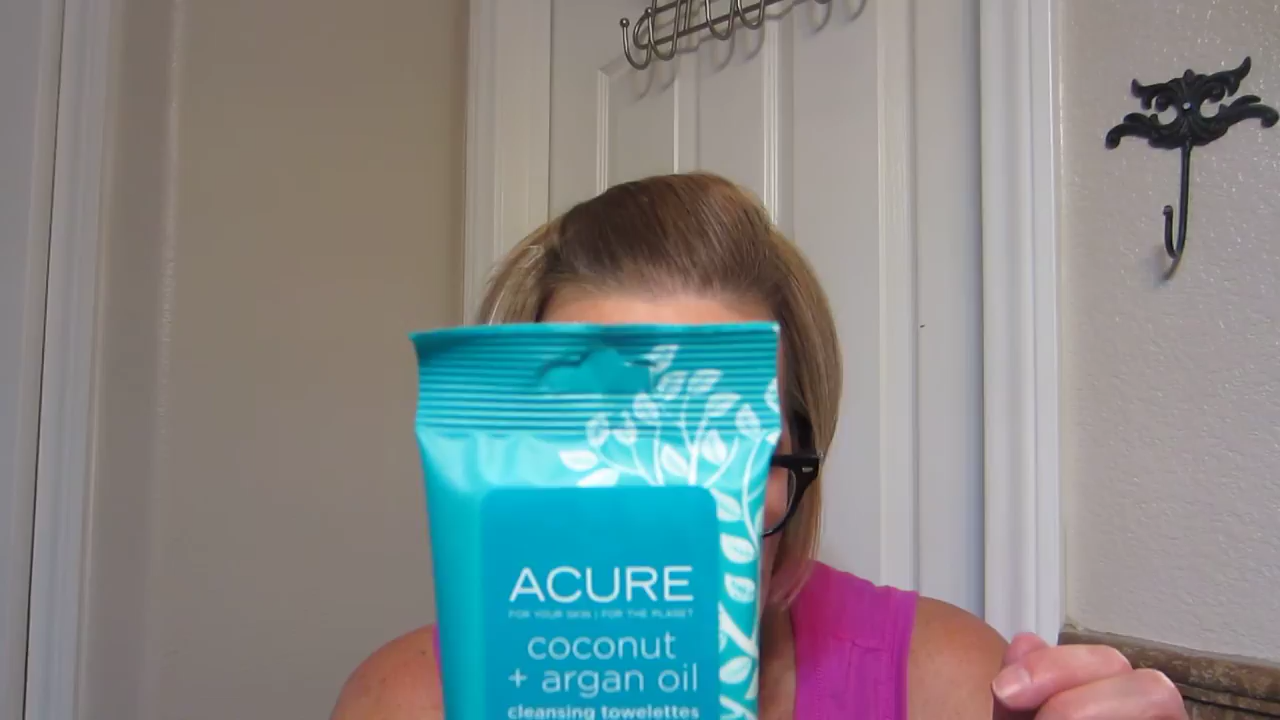 ACURE
FOR YOUR SKIN | FOR THE PLANET
coconut
+ argan oil
cleansing towelettes